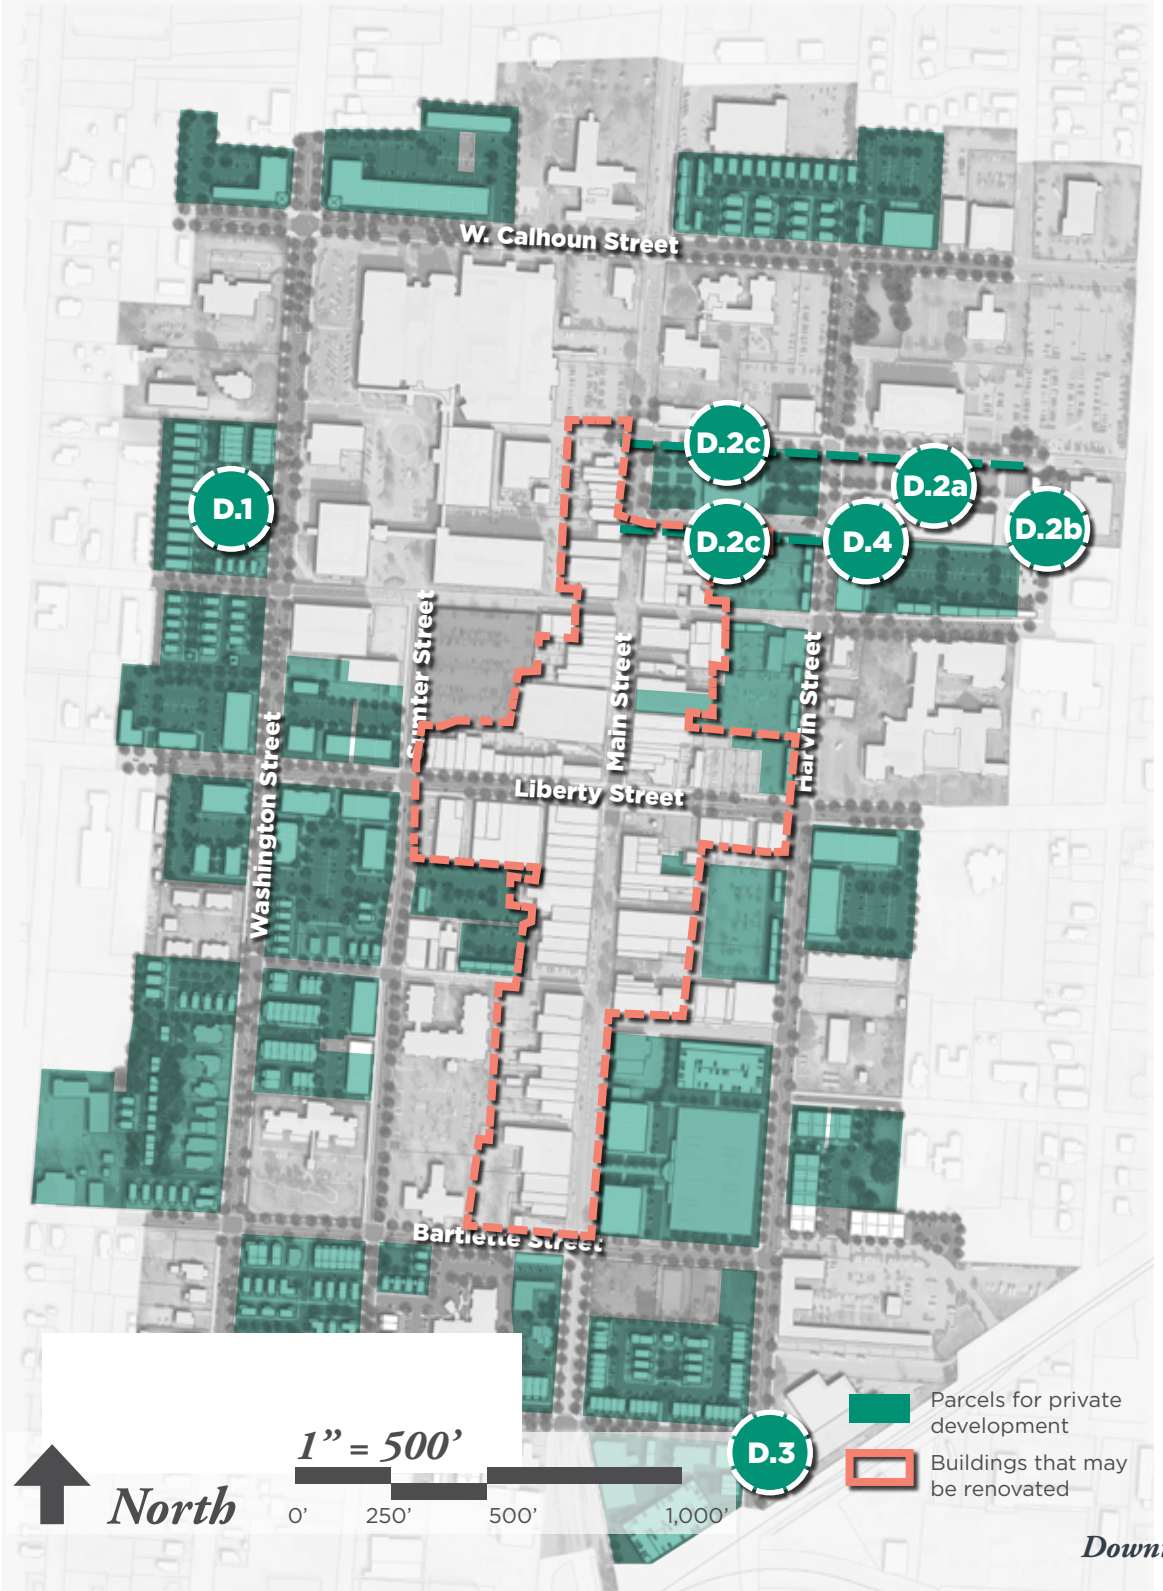 W. Calhoun Street
D.2c
D.2a
D.1
D.2c
D.4
D.2b
Sumter Street
Main Street
Harvin Street
Washington Street
Liberty Street
Bartlette Street
Parcels for private
development
D.3
Buildings that may
be renovated
1” = 500’
North
0’ 250’ 500’ 1,000’